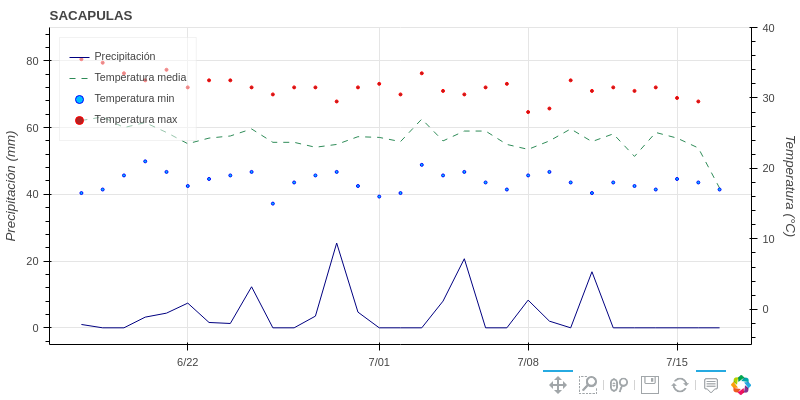 SACAPULAS
Precipitación
Temperatura media
Temperatura min
Temperatura max
Precipitación (mm)
80
60
40
20
0
Temperatura (°C)
40
30
20
10
0
6/22
7/01
7/08
7/15